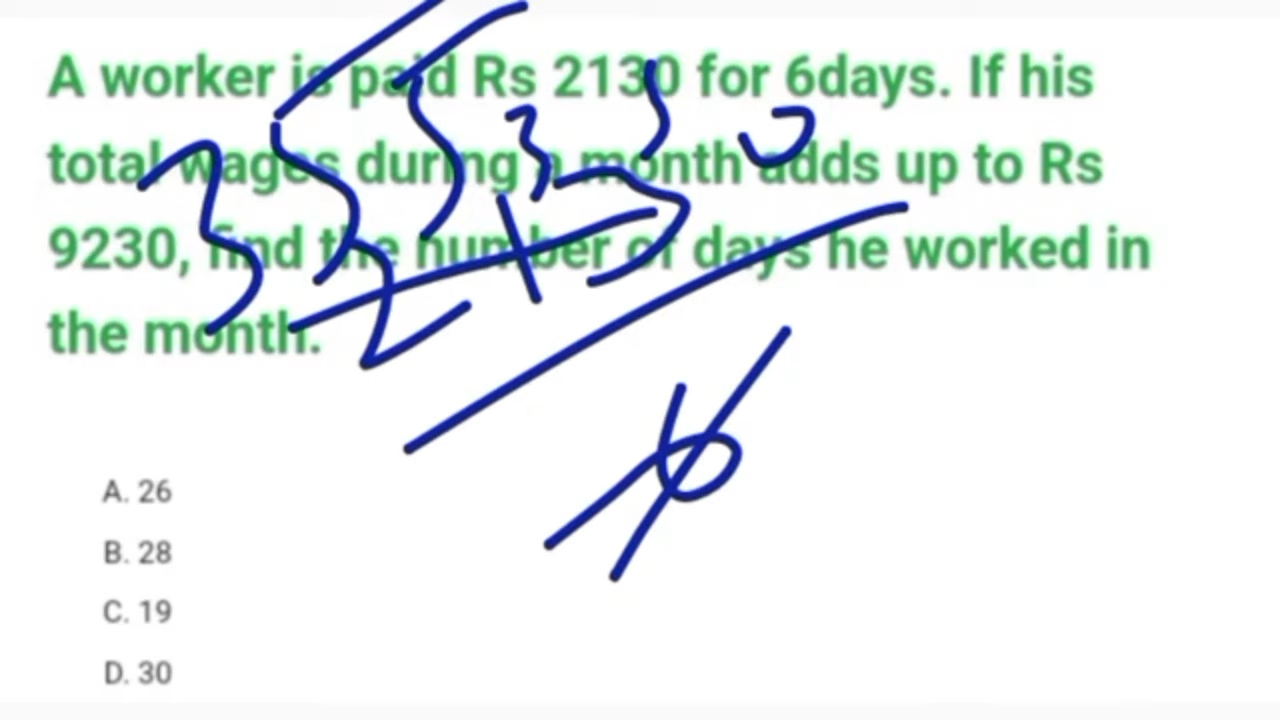 A worker is paid Rs 2130 for 6days. If his
total wages during a month adds up to Rs
9230, find the number of days he worked in
the month.
A. 26
B. 28
C. 19
D. 30